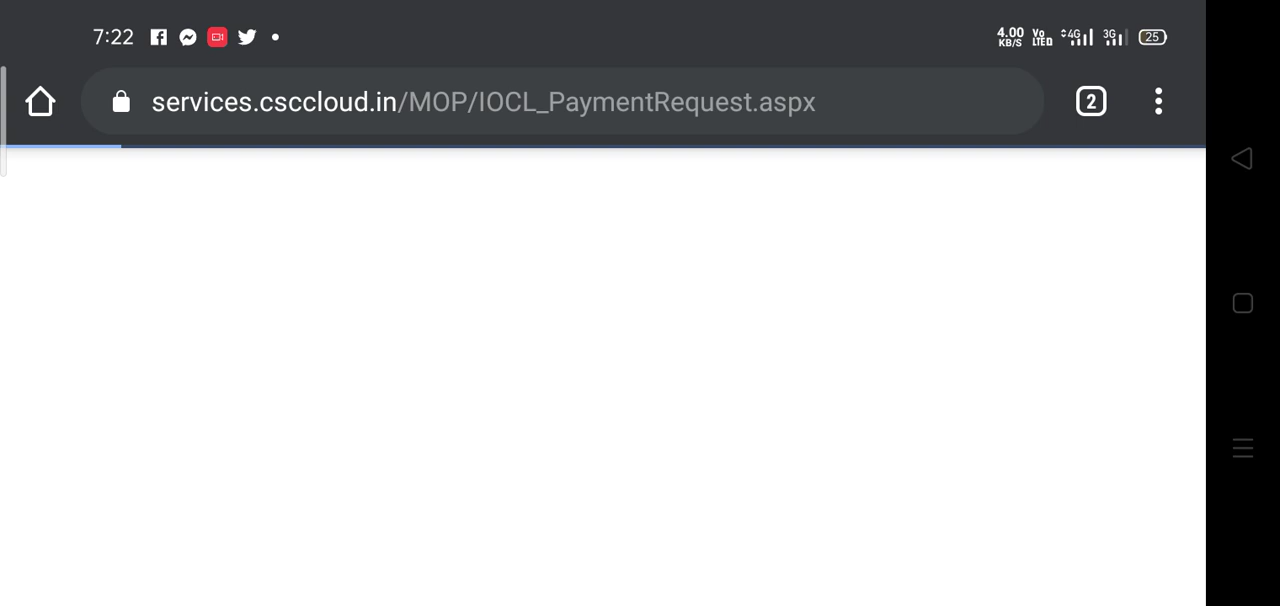 7:22 4.00 KB/S Vo LTE 4G 3G 25
services.csccloud.in/MOP/IOCL_PaymentRequest.aspx 2